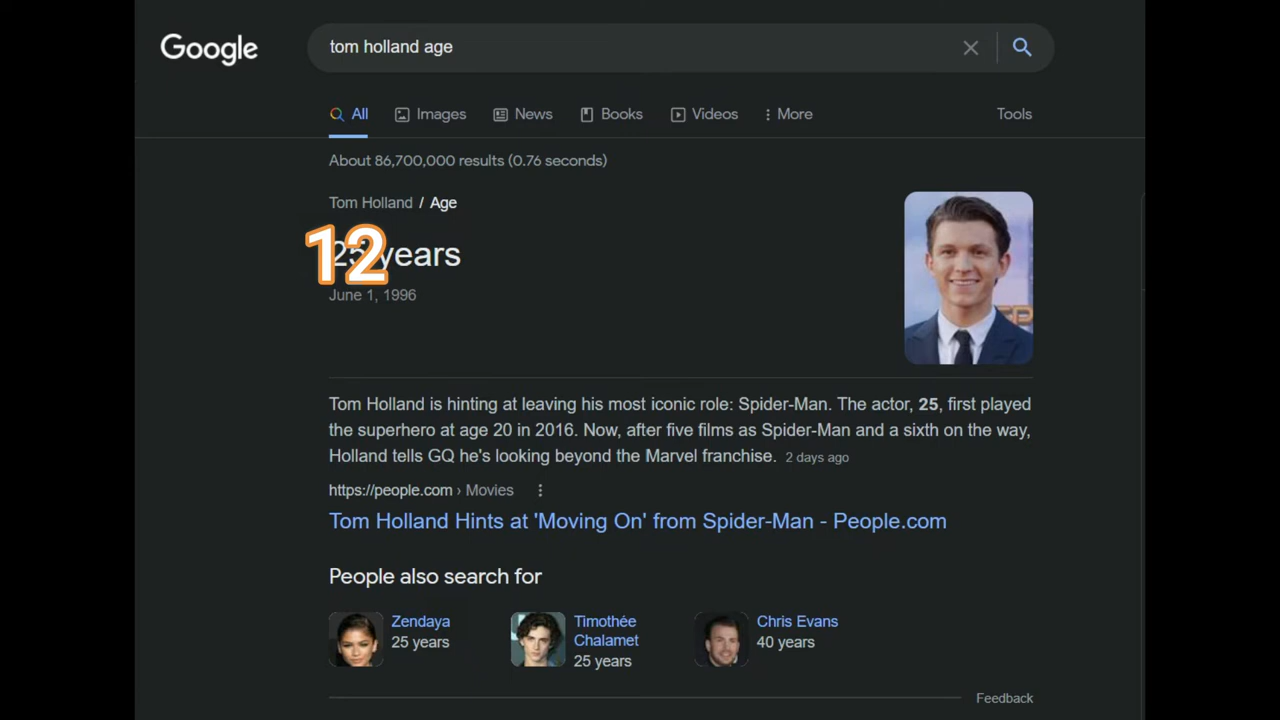 Google
tom holland age
All Images News Books Videos More Tools
About 86,700,000 results (0.76 seconds)
Tom Holland / Age
12
25 years
June 1, 1996
Tom Holland is hinting at leaving his most iconic role: Spider-Man. The actor, 25, first played
the superhero at age 20 in 2016. Now, after five films as Spider-Man and a sixth on the way,
Holland tells GQ he's looking beyond the Marvel franchise. 2 days ago
https://people.com › Movies
Tom Holland Hints at 'Moving On' from Spider-Man - People.com
People also search for
Zendaya
25 years
Timothée
Chalamet
25 years
Chris Evans
40 years
Feedback